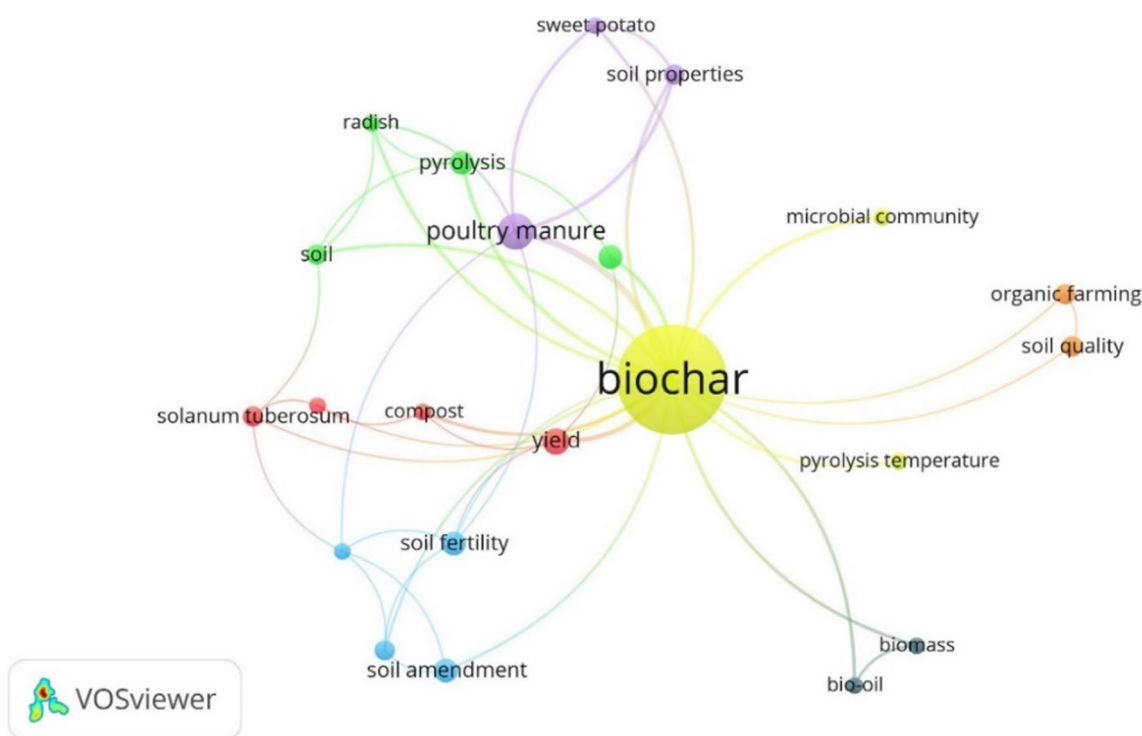 sweet potato
soil properties
radish
pyrolysis
microbial community
poultry manure
soil
organic farming
soil quality
biochar
solanum tuberosum
compost
yield
pyrolysis temperature
soil fertility
biomass
soil amendment
bio-oil
VOSviewer